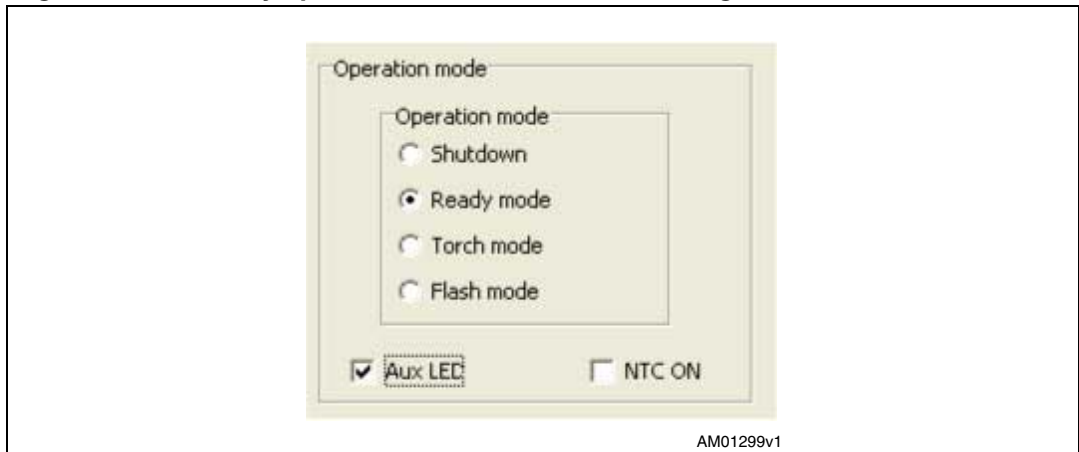 Operation mode
Operation mode
Shutdown
Ready mode
Torch mode
Flash mode
Aux LED NTC ON
AM01299v1